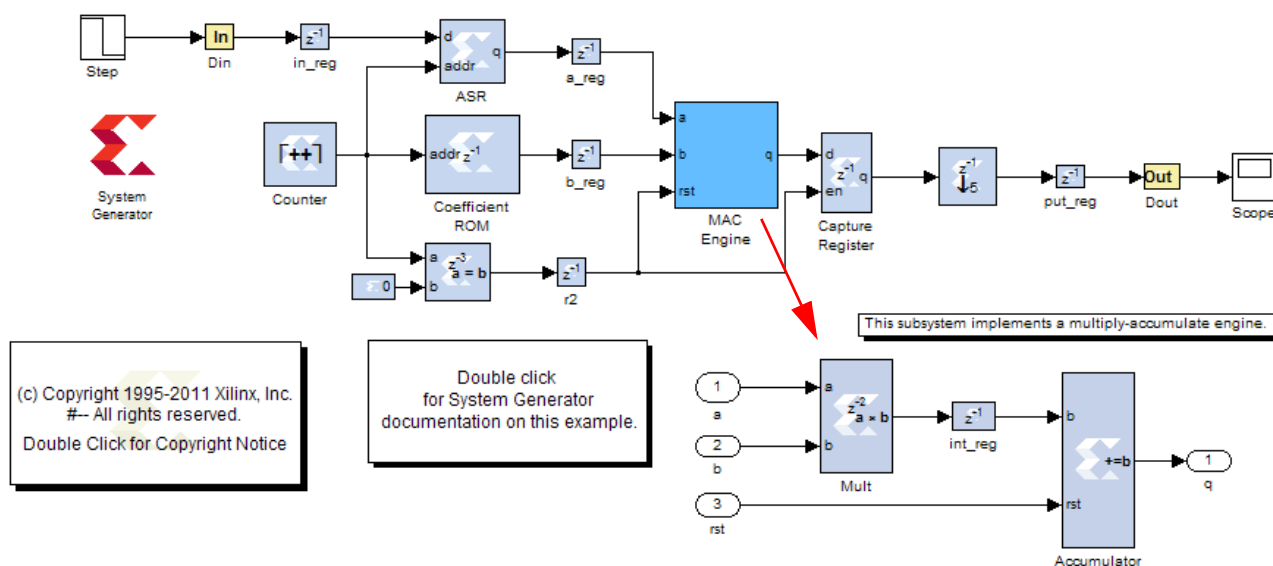 Step
In
Din
z⁻¹
in_reg
d
addr
q
ASR
z⁻¹
a_reg
System
Generator
++
Counter
addr
z⁻¹
Coefficient
ROM
z⁻¹
b_reg
a
b
rst
q
MAC
Engine
d
en
z⁻¹
q
Capture
Register
z⁻¹
↓5
z⁻¹
put_reg
Out
Dout
Scope
0
a
b
z⁻³
a = b
z⁻¹
r2
This subsystem implements a multiply-accumulate engine.
(c) Copyright 1995-2011 Xilinx, Inc.
#-- All rights reserved.
Double Click for Copyright Notice
Double click
for System Generator
documentation on this example.
1
a
2
b
3
rst
a
b
z⁻²
a × b
Mult
z⁻¹
int_reg
b
rst
+=b
Accumulator
1
q